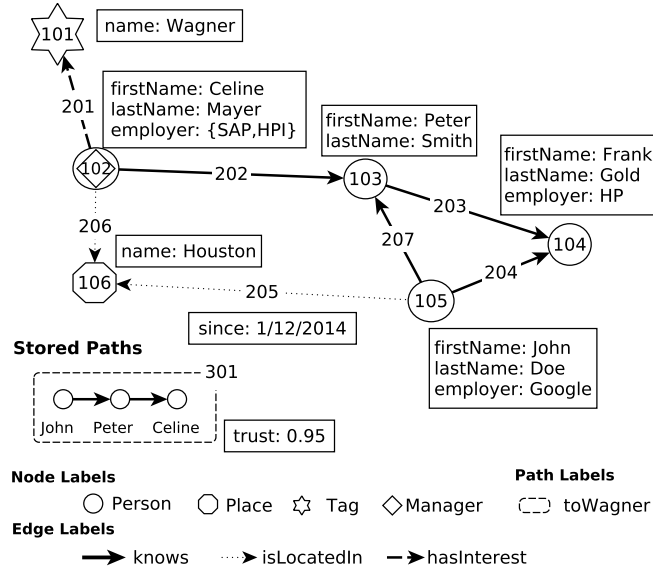 101
name: Wagner
201
firstName: Celine
lastName: Mayer
employer: {SAP,HPI}
firstName: Peter
lastName: Smith
firstName: Frank
lastName: Gold
employer: HP
102
202
103
203
206
207
104
name: Houston
204
106
205
105
since: 1/12/2014
firstName: John
lastName: Doe
employer: Google
Stored Paths
301
John Peter Celine
trust: 0.95
Node Labels
Path Labels
Person Place Tag Manager
toWagner
Edge Labels
knows isLocatedIn hasInterest